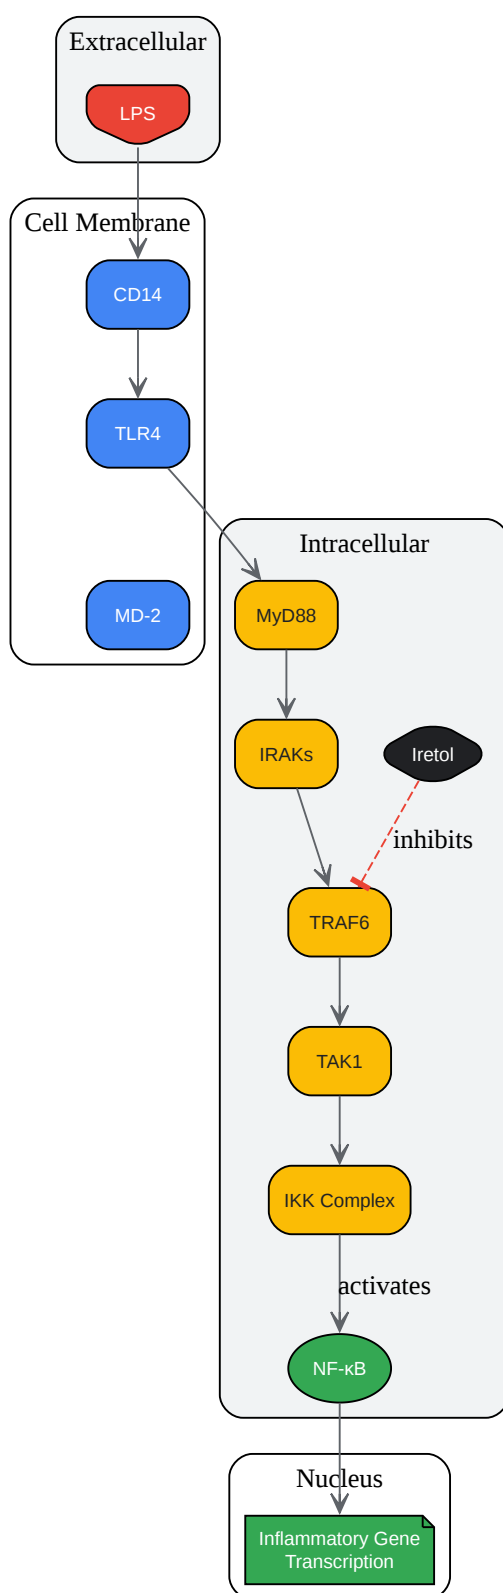 Extracellular
LPS
Cell Membrane
CD14
TLR4
MD-2
Intracellular
MyD88
IRAKs
Iretol
inhibits
TRAF6
TAK1
IKK Complex
activates
NF-κB
Nucleus
Inflammatory Gene
Transcription